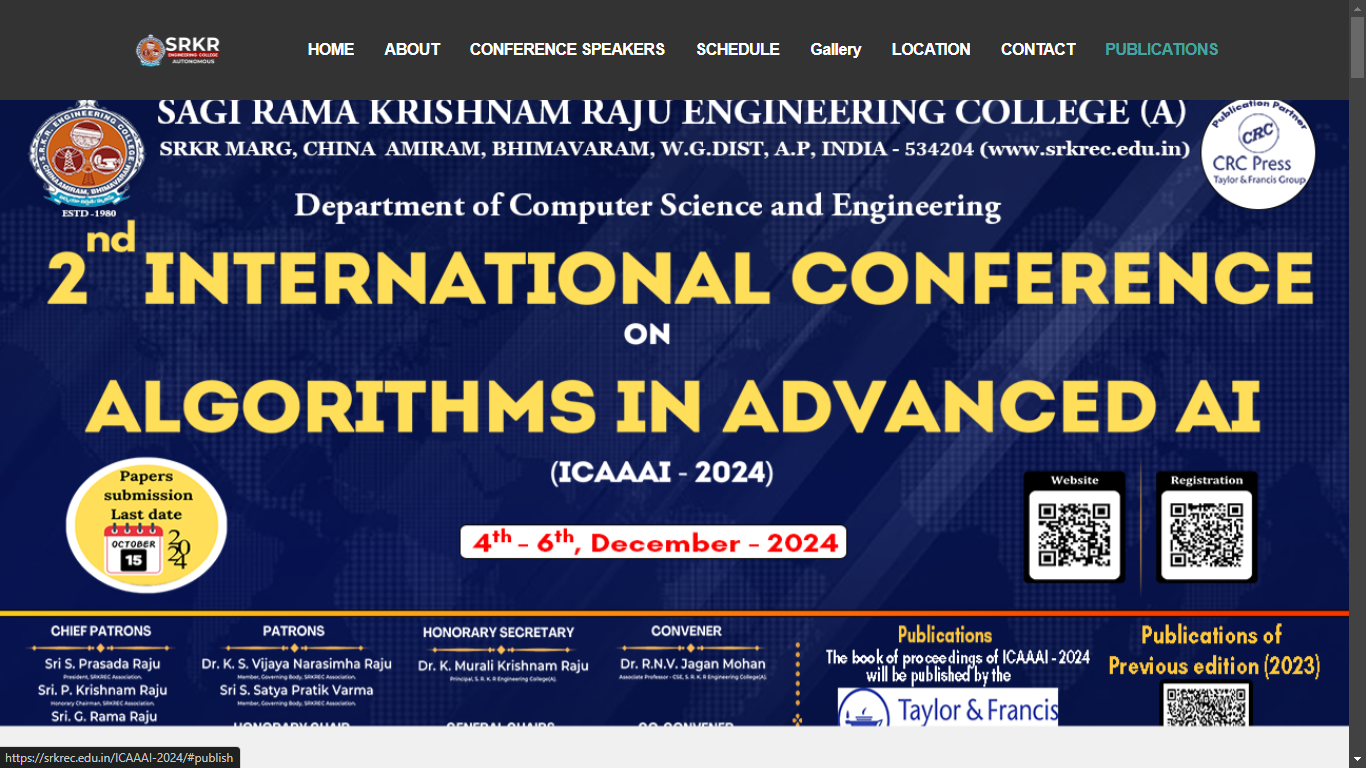 SRKR
ENGINEERING COLLEGE
AUTONOMOUS
HOME
ABOUT
CONFERENCE SPEAKERS
SCHEDULE
Gallery
LOCATION
CONTACT
PUBLICATIONS
SAGI RAMA KRISHNAM RAJU ENGINEERING COLLEGE (A)
SRKR MARG, CHINA AMIRAM, BHIMAVARAM, W.G.DIST, A.P, INDIA - 534204 (www.srkrec.edu.in)
ESTD -1980
Publication Partner
CRC
CRC Press
Taylor & Francis Group
Department of Computer Science and Engineering
2nd INTERNATIONAL CONFERENCE
ON
ALGORITHMS IN ADVANCED AI
(ICAAAI - 2024)
Papers
submission
Last date
OCTOBER
15
2024
4th - 6th, December - 2024
Website
Registration
CHIEF PATRONS
Sri S. Prasada Raju
President, SRKREC Association.
Sri. P. Krishnam Raju
Honorary Chairman, SRKREC Association.
Sri. G. Rama Raju
PATRONS
Dr. K. S. Vijaya Narasimha Raju
Member, Governing Body, SRKREC Association.
Sri S. Satya Pratik Varma
Member, Governing Body, SRKREC Association.
HONORARY CHAIR
HONORARY SECRETARY
Dr. K. Murali Krishnam Raju
Principal, S. R. K. R Engineering College(A).
GENERAL CHAIRS
CONVENER
Dr. R.N.V. Jagan Mohan
Associate Professor - CSE, S. R. K. R Engineering College(A).
CO-CONVENER
Publications
The book of proceedings of ICAAAI - 2024
will be published by the
Taylor & Francis
Publications of
Previous edition (2023)
https://srkrec.edu.in/ICAAAI-2024/#publish